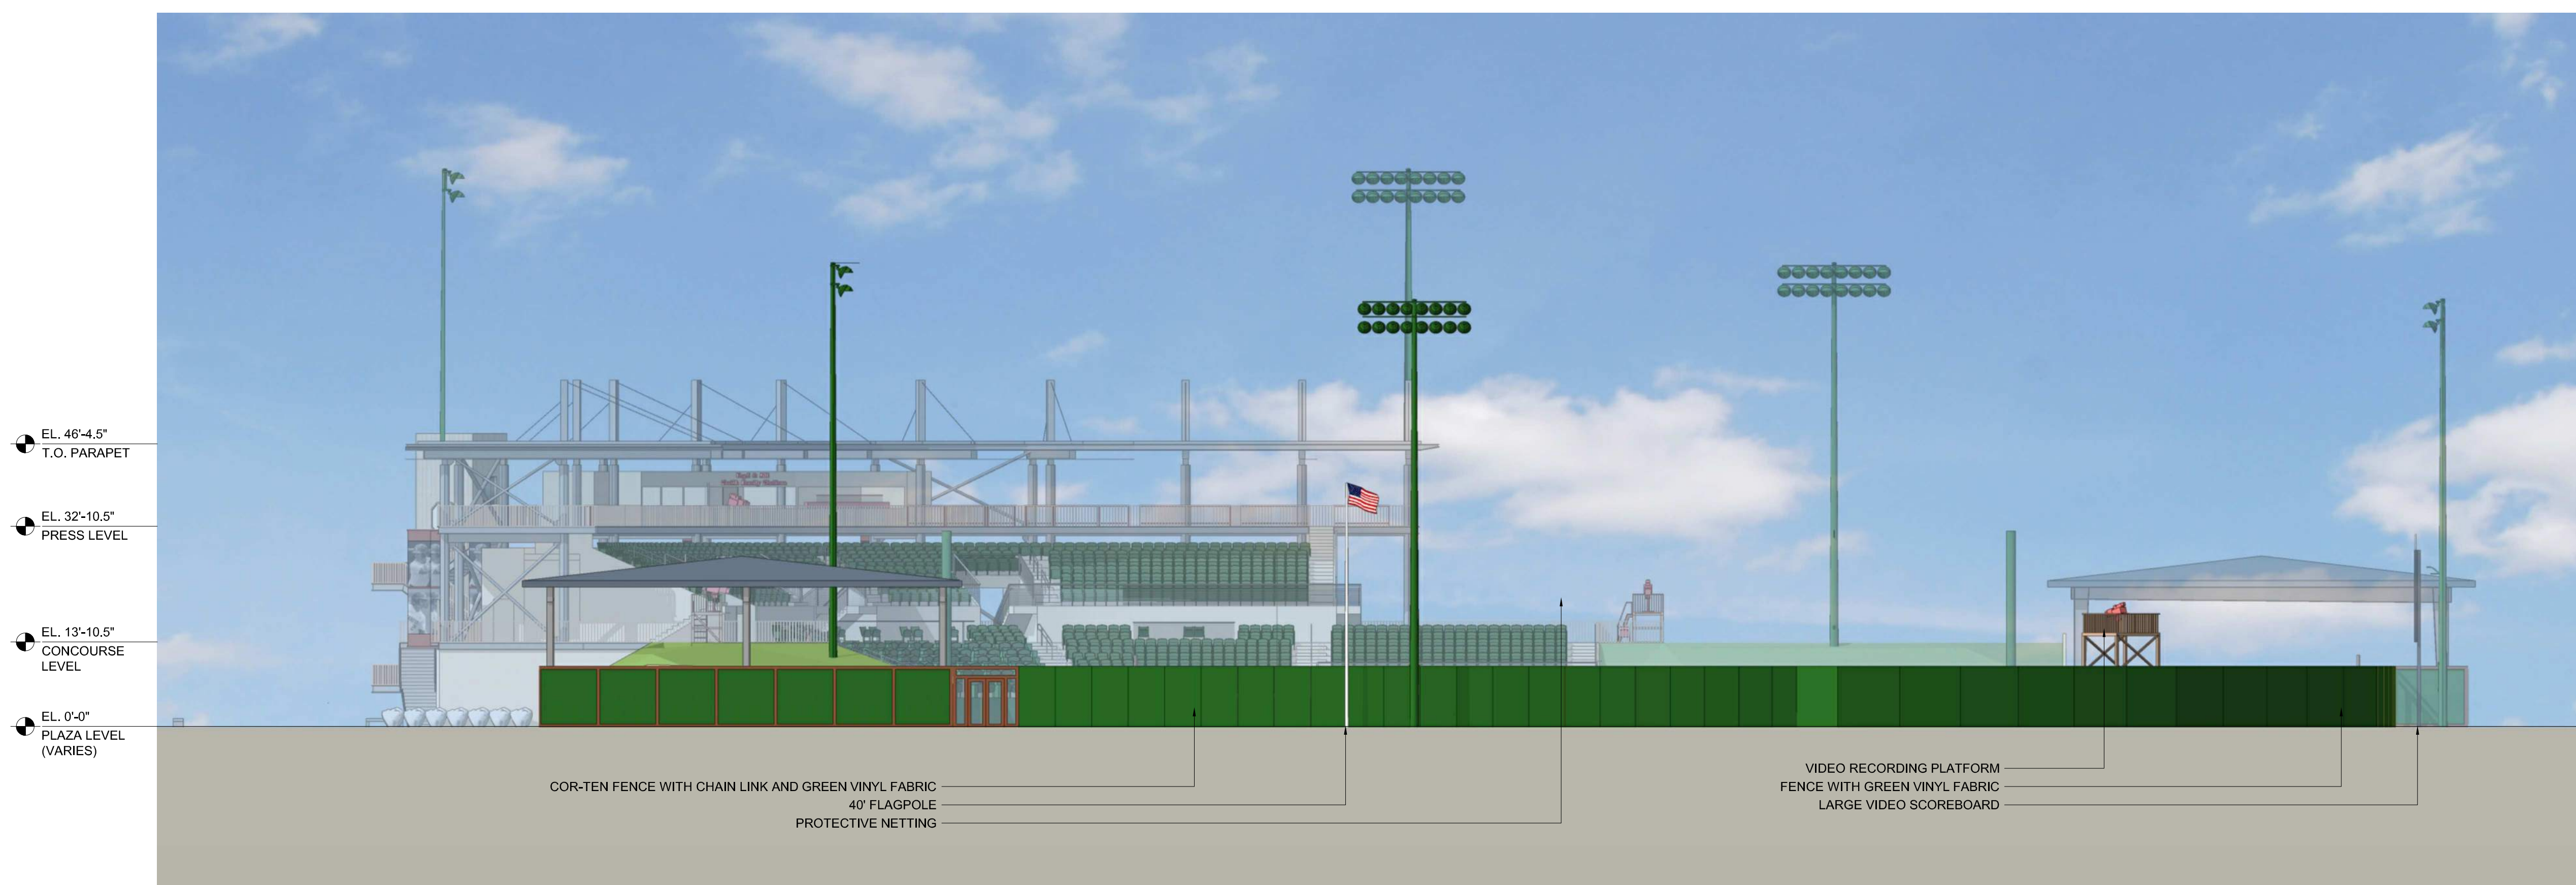 EL. 46'-4.5"
T.O. PARAPET
EL. 32'-10.5"
PRESS LEVEL
EL. 13'-10.5"
CONCOURSE
LEVEL
EL. 0'-0"
PLAZA LEVEL
(VARIES)
COR-TEN FENCE WITH CHAIN LINK AND GREEN VINYL FABRIC
40' FLAGPOLE
PROTECTIVE NETTING
VIDEO RECORDING PLATFORM
FENCE WITH GREEN VINYL FABRIC
LARGE VIDEO SCOREBOARD